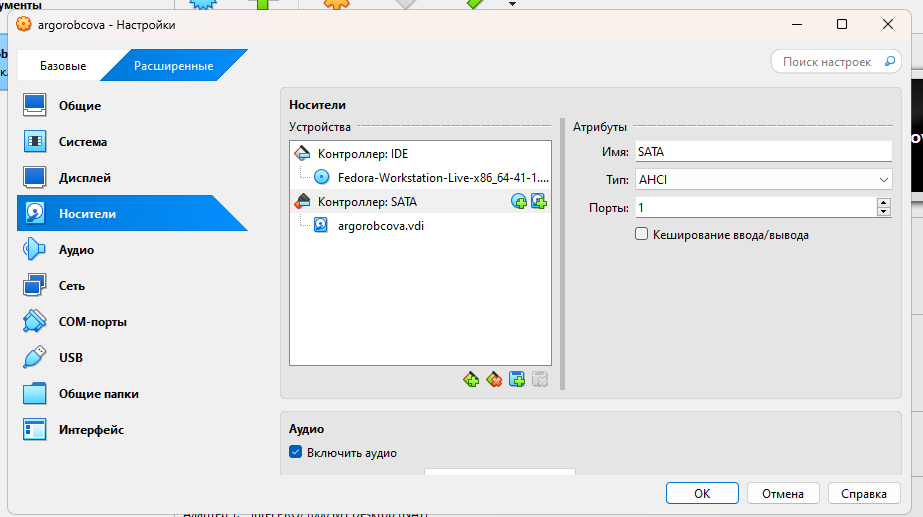 ументы
argorobcova - Настройки
Базовые
Расширенные
Поиск настроек
Общие
Система
Дисплей
Носители
Аудио
Сеть
COM-порты
USB
Общие папки
Интерфейс
Носители
Устройства
Контроллер: IDE
Fedora-Workstation-Live-x86_64-41-1....
Контроллер: SATA
argorobcova.vdi
Атрибуты
Имя: SATA
Тип: AHCI
Порты: 1
Кеширование ввода/вывода
Аудио
Включить аудио
OK
Отмена
Справка